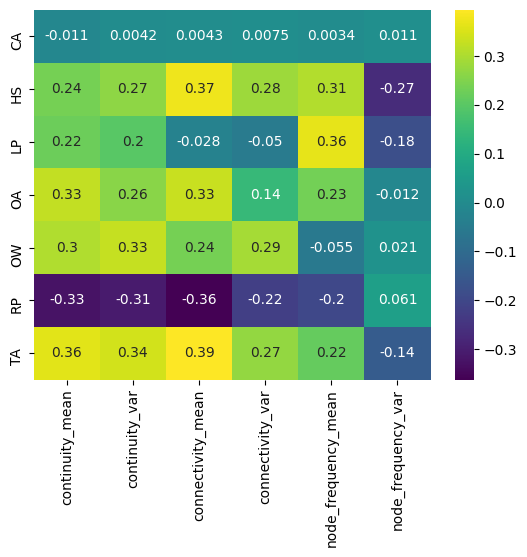 CA -0.011 0.0042 0.0043 0.0075 0.0034 0.011
HS 0.24 0.27 0.37 0.28 0.31 -0.27
LP 0.22 0.2 -0.028 -0.05 0.36 -0.18
OA 0.33 0.26 0.33 0.14 0.23 -0.012
OW 0.3 0.33 0.24 0.29 -0.055 0.021
RP -0.33 -0.31 -0.36 -0.22 -0.2 0.061
TA 0.36 0.34 0.39 0.27 0.22 -0.14
continuity_mean
continuity_var
connectivity_mean
connectivity_var
node_frequency_mean
node_frequency_var
0.3
0.2
0.1
0.0
−0.1
−0.2
−0.3